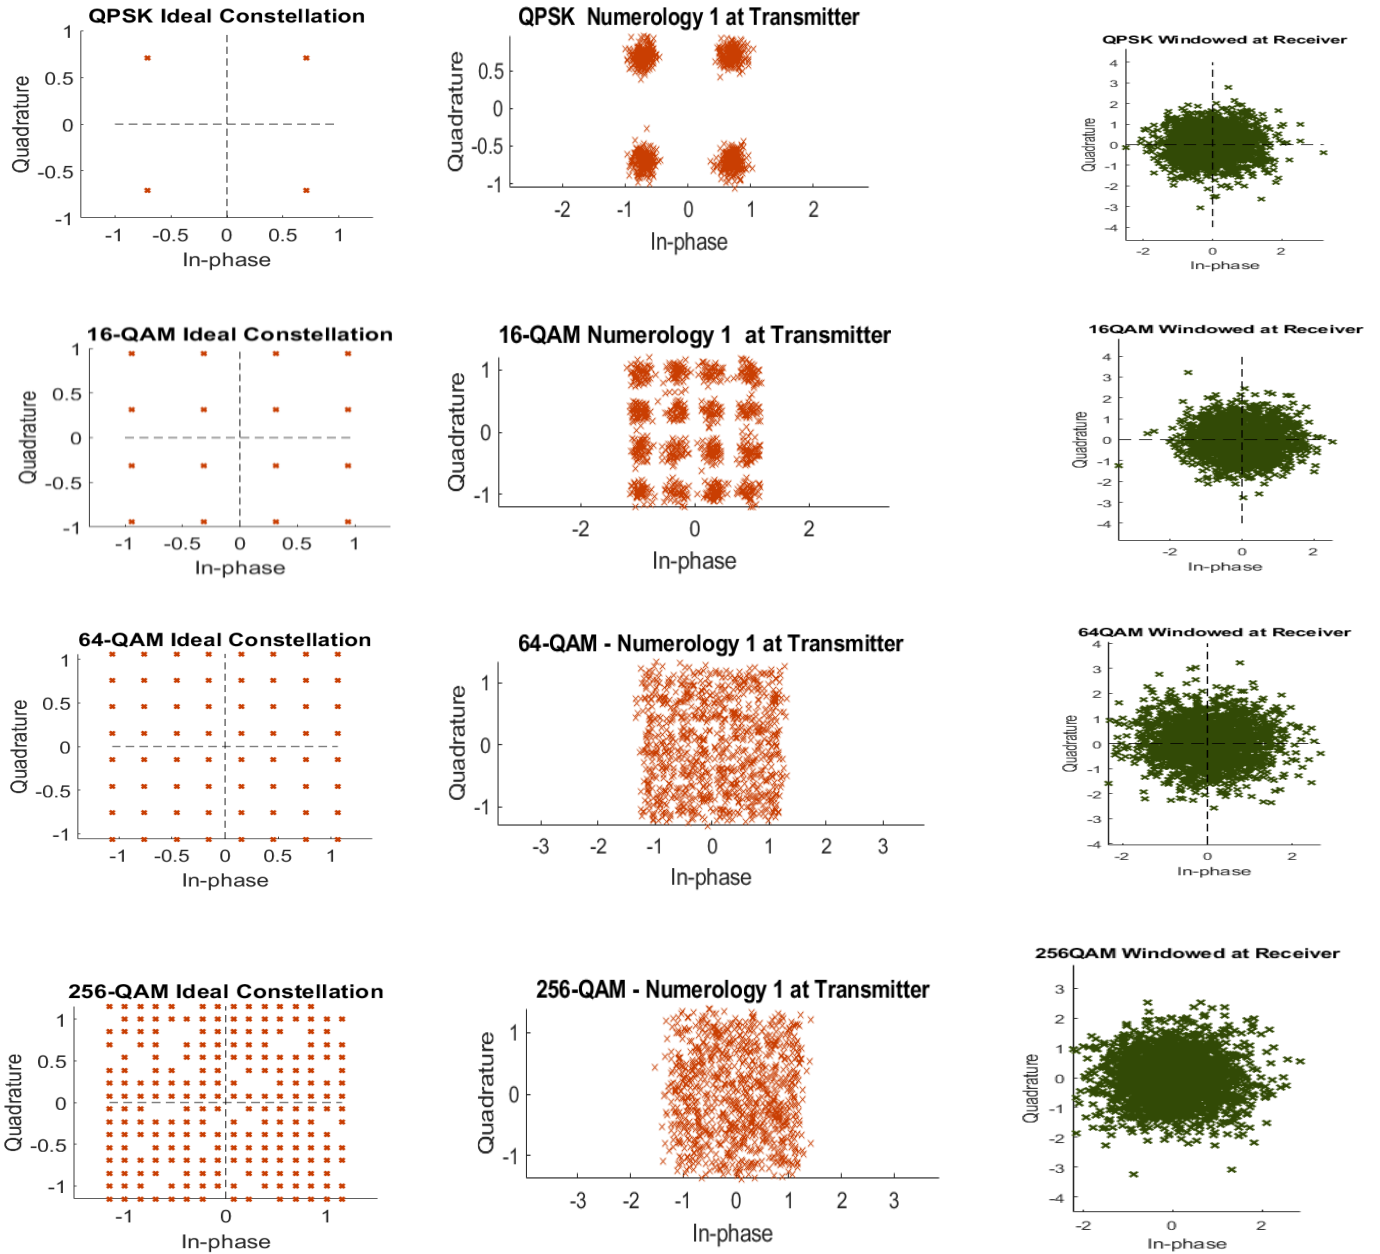 QPSK Ideal Constellation
1
0.5
0
-0.5
-1
Quadrature
-1 -0.5 0 0.5 1
In-phase
QPSK Numerology 1 at Transmitter
0.5
0
-0.5
-1
Quadrature
-2 -1 0 1 2
In-phase
QPSK Windowed at Receiver
4
3
2
1
0
-1
-2
-3
-4
Quadrature
-2 0 2
In-phase
16-QAM Ideal Constellation
1
0.5
0
-0.5
-1
Quadrature
-1 -0.5 0 0.5 1
In-phase
16-QAM Numerology 1 at Transmitter
1
0
-1
Quadrature
-2 0 2
In-phase
16QAM Windowed at Receiver
4
3
2
1
0
-1
-2
-3
-4
Quadrature
-2 0 2
In-phase
64-QAM Ideal Constellation
1
0.5
0
-0.5
-1
Quadrature
-1 -0.5 0 0.5 1
In-phase
64-QAM - Numerology 1 at Transmitter
1
0
-1
Quadrature
-3 -2 -1 0 1 2 3
In-phase
64QAM Windowed at Receiver
4
3
2
1
0
-1
-2
-3
-4
Quadrature
-2 0 2
In-phase
256-QAM Ideal Constellation
1
0.5
0
-0.5
-1
Quadrature
-1 0 1
In-phase
256-QAM - Numerology 1 at Transmitter
1
0
-1
Quadrature
-3 -2 -1 0 1 2 3
In-phase
256QAM Windowed at Receiver
3
2
1
0
-1
-2
-3
-4
Quadrature
-2 0 2
In-phase